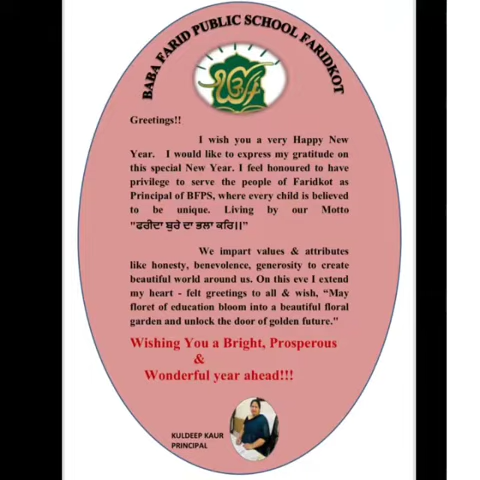 BABA FARID PUBLIC SCHOOL FARIDKOT
ੴ
Greetings!!
I wish you a very Happy New
Year. I would like to express my gratitude on
this special New Year. I feel honoured to have
privilege to serve the people of Faridkot as
Principal of BFPS, where every child is believed
to be unique. Living by our Motto
"ਫਰੀਦਾ ਬੁਰੇ ਦਾ ਭਲਾ ਕਰਿ।।"
We impart values & attributes
like honesty, benevolence, generosity to create
beautiful world around us. On this eve I extend
my heart - felt greetings to all & wish, “May
floret of education bloom into a beautiful floral
garden and unlock the door of golden future."
Wishing You a Bright, Prosperous
&
Wonderful year ahead!!!
KULDEEP KAUR
PRINCIPAL